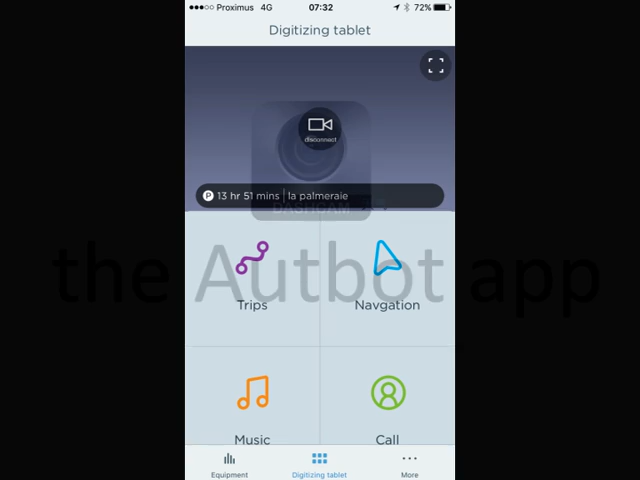 Proximus 4G 07:32 72%
Digitizing tablet
disconnect
P 13 hr 51 mins la palmeraie
DASHCAM
the Autbot app
Trips Navgation
Music Call
Equipment Digitizing tablet More